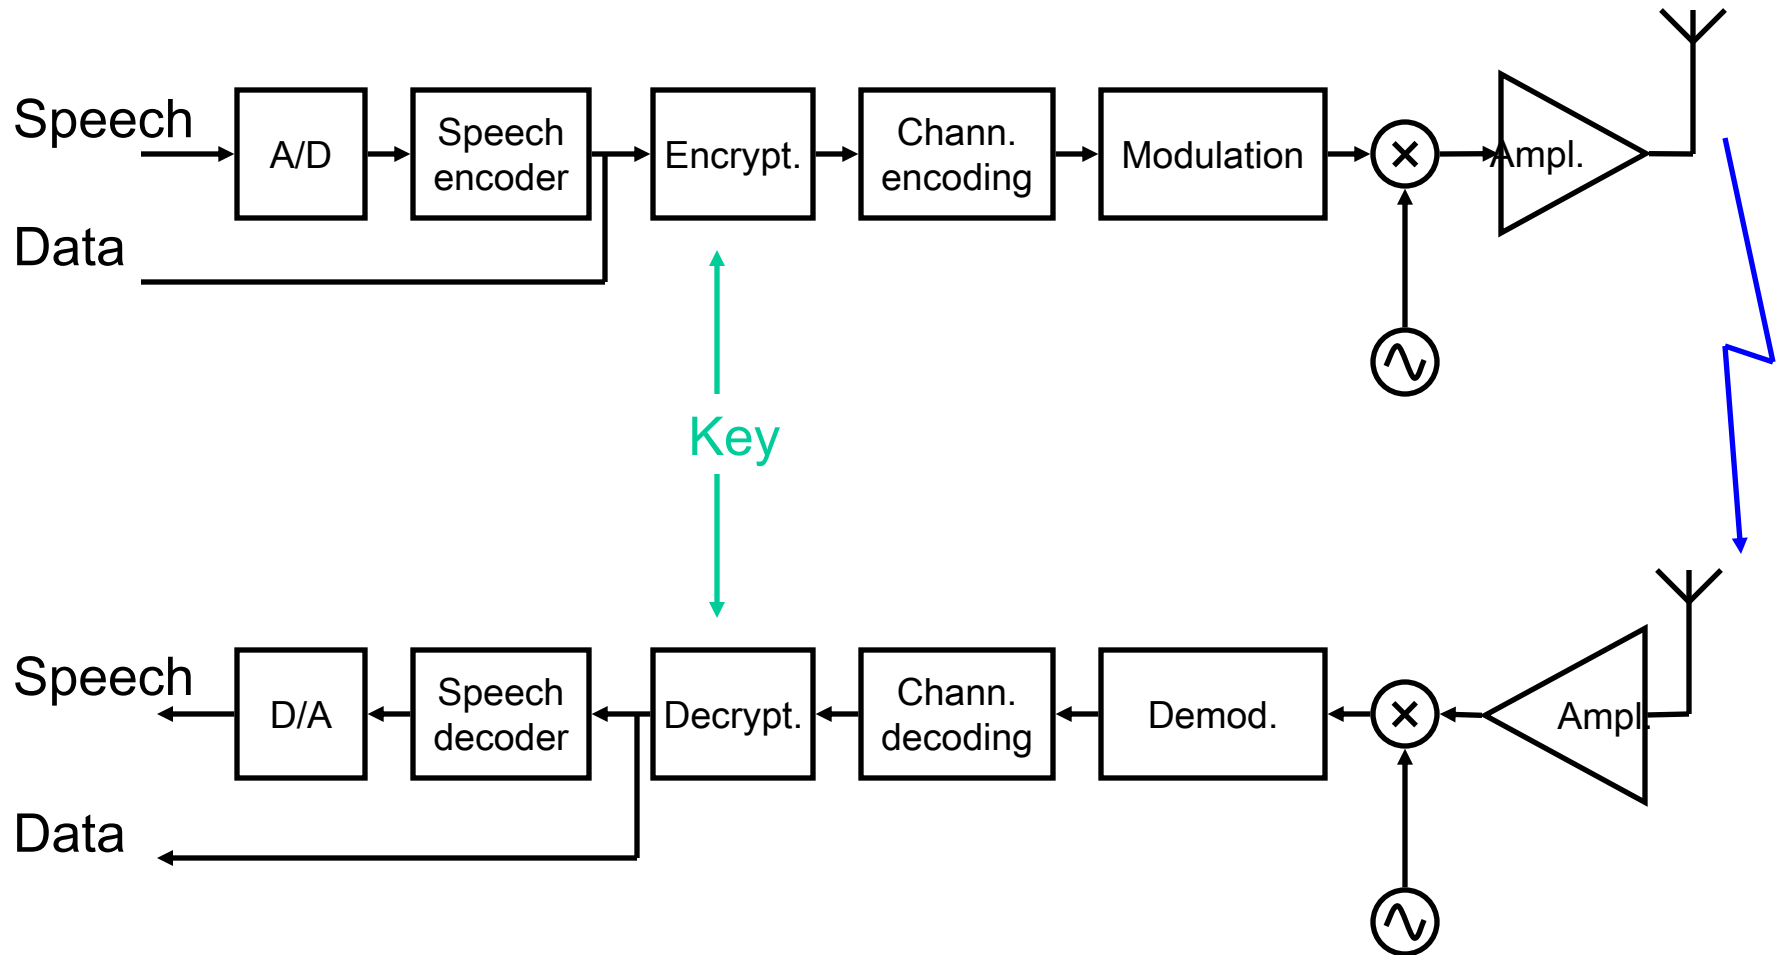 Speech
A/D
Speech
encoder
Encrypt.
Chann.
encoding
Modulation
Ampl.
Data
Key
Speech
D/A
Speech
decoder
Decrypt.
Chann.
decoding
Demod.
Ampl.
Data